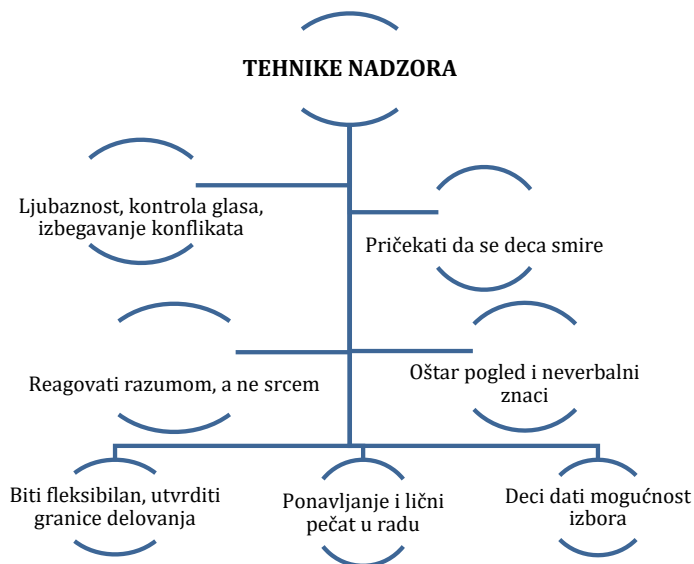 TEHNIKE NADZORA
Ljubaznost, kontrola glasa,
izbegavanje konflikata
Pričekati da se deca smire
Reagovati razumom, a ne srcem
Oštar pogled i neverbalni
znaci
Biti fleksibilan, utvrditi
granice delovanja
Ponavljanje i lični
pečat u radu
Deci dati mogućnost
izbora